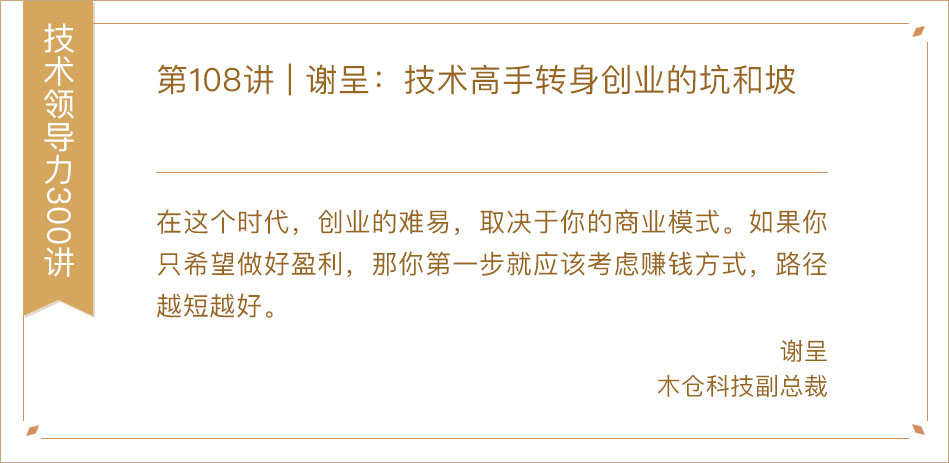 技术领导力300讲
第108讲 | 谢呈：技术高手转身创业的坑和坡
在这个时代，创业的难易，取决于你的商业模式。如果你
只希望做好盈利，那你第一步就应该考虑赚钱方式，路径
越短越好。
谢呈
木仓科技副总裁